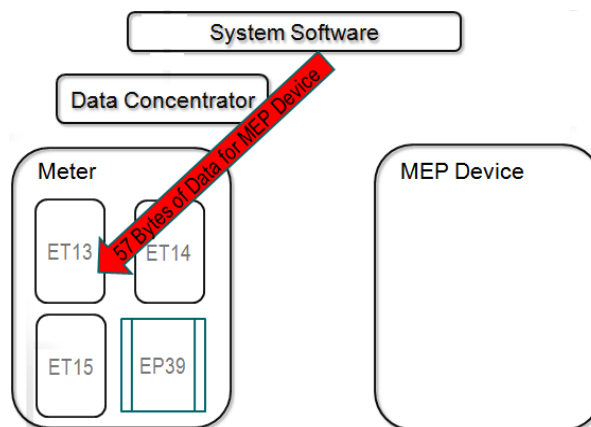 System Software
Data Concentrator
57 Bytes of Data for MEP Device
Meter
MEP Device
ET13
ET14
ET15
EP39